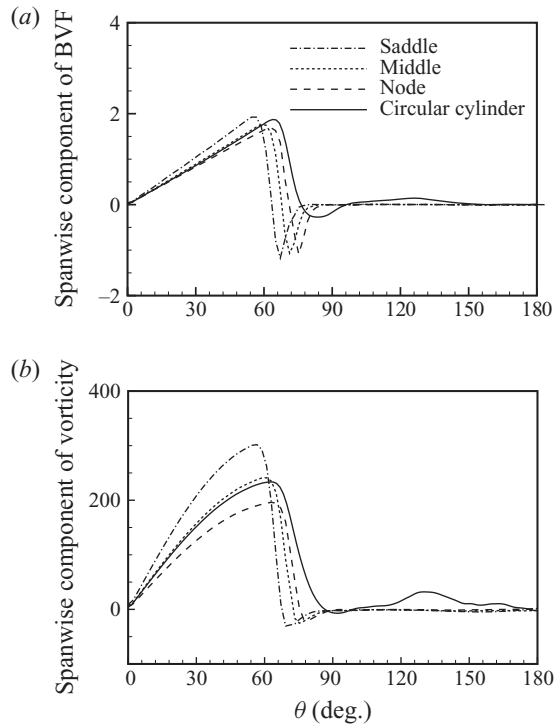 (a)
Spanwise component of BVF
4
2
0
−2
Saddle
Middle
Node
Circular cylinder
0 30 60 90 120 150 180
(b)
Spanwise component of vorticity
400
300
200
0
0 30 60 90 120 150 180
θ (deg.)